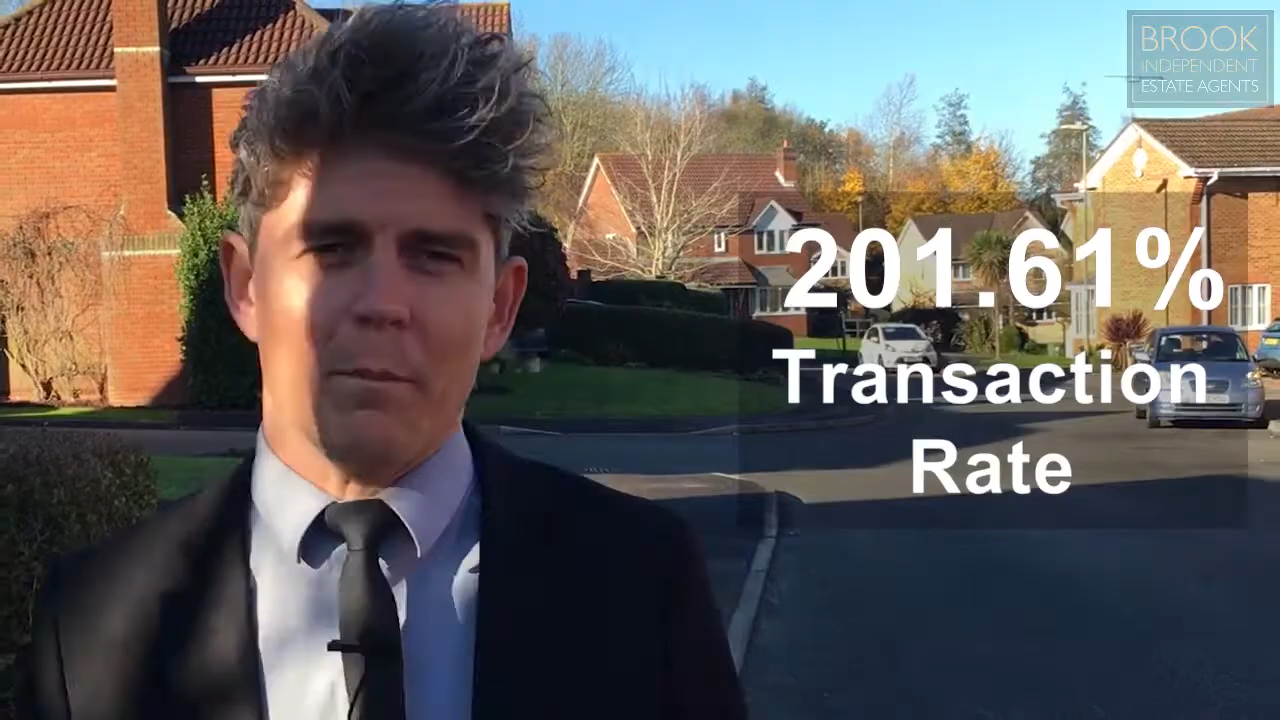 BROOK
INDEPENDENT
ESTATE AGENTS
201.61%
Transaction
Rate